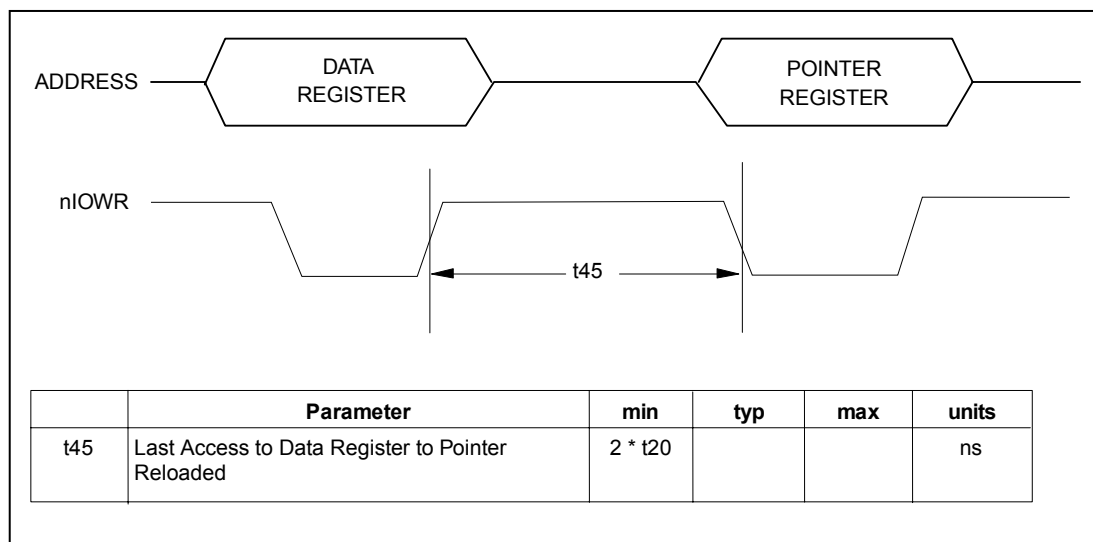 ADDRESS
DATA
REGISTER
POINTER
REGISTER
nIOWR
t45
Parameter min typ max units
t45 Last Access to Data Register to Pointer 2 * t20 ns
Reloaded